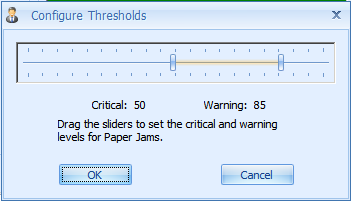 Configure Thresholds
Critical: 50 Warning: 85
Drag the sliders to set the critical and warning
levels for Paper Jams.
OK Cancel